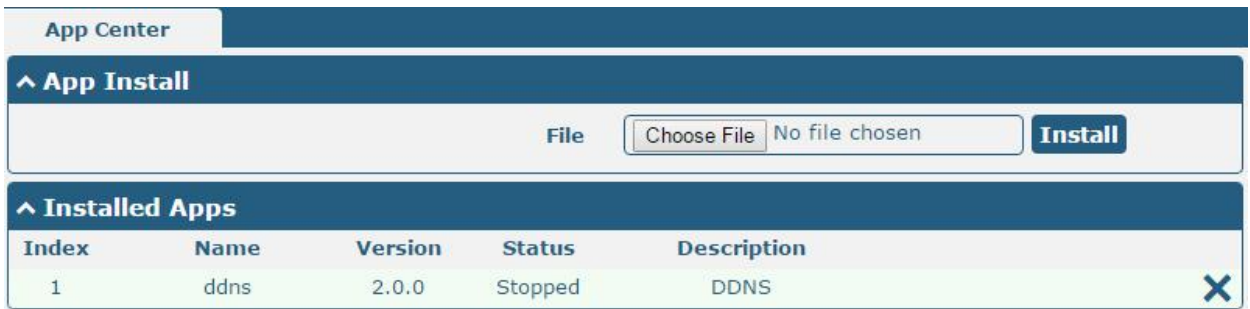 App Center
App Install
File Choose File No file chosen Install
Installed Apps
Index Name Version Status Description
1 ddns 2.0.0 Stopped DDNS